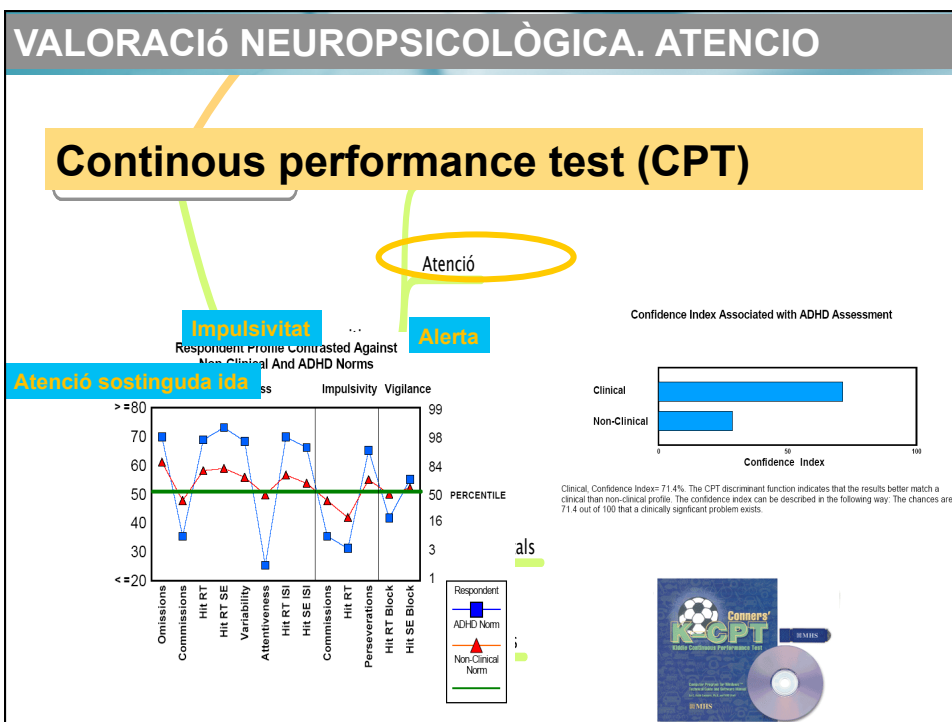 VALORACIó NEUROPSICOLÒGICA. ATENCIO
Continous performance test (CPT)
Atenció
Impulsivitat
Alerta
Respondent Profile Contrasted Against
Non-Clinical And ADHD Norms
Atenció sostinguda ida
ss
Impulsivity
Vigilance
>=80
70
60
50
40
30
<=20
99
98
84
50
16
3
1
PERCENTILE
Omissions
Commissions
Hit RT
Hit RT SE
Variability
Attentiveness
Hit RT ISI
Hit SE ISI
Commissions
Hit RT
Perseverations
Hit RT Block
Hit SE Block
als
Respondent
ADHD Norm
Non-Clinical
Norm
Confidence Index Associated with ADHD Assessment
Clinical
Non-Clinical
0 50 100
Confidence Index
Clinical, Confidence Index= 71.4%. The CPT discriminant function indicates that the results better match a
clinical than non-clinical profile. The confidence index can be described in the following way: The chances are
71.4 out of 100 that a clinically signficant problem exists.
Conners'
K-CPT
Kiddie Continuous Performance Test
MHS
MHS